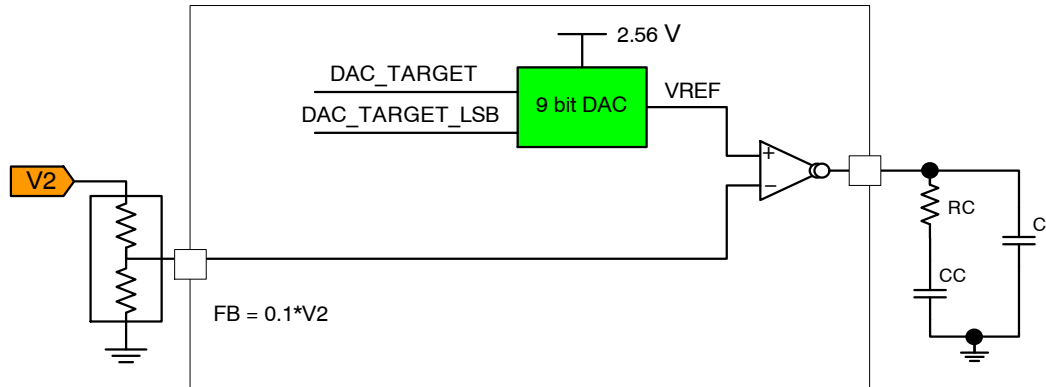 2.56 V
DAC_TARGET
DAC_TARGET_LSB
9 bit DAC
VREF
+
−
V2
RC
C
CC
FB = 0.1*V2